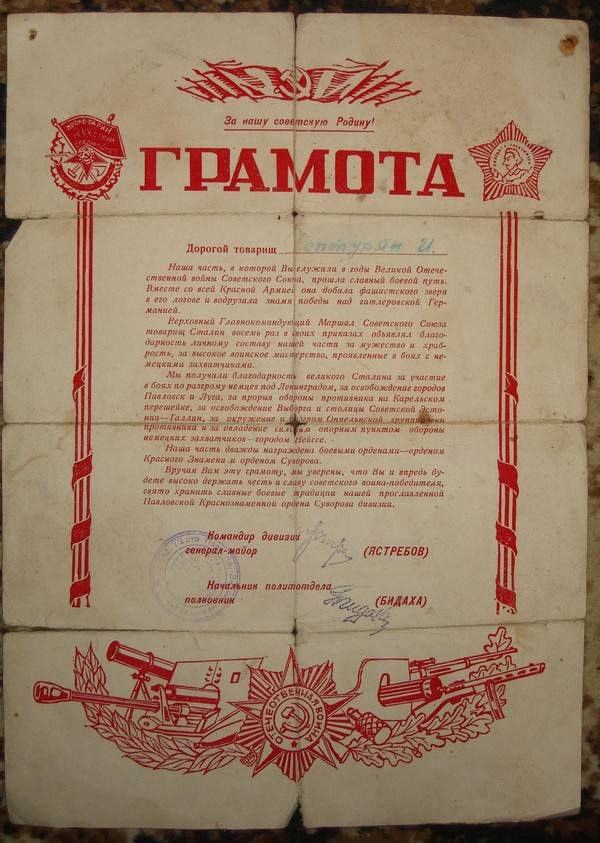 За нашу советскую Родину!
ПРОЛЕТАРИИ
ВСЕХ СТРАН
ГРАМОТА
Дорогой товарищ
Наша часть, в которой Вы служили в годы Великой Отече-
ственной войны Советского Союза, прошла славный боевой путь.
Вместе со всей Красной Армией она добила фашистского зверя
в его логове и водрузила знамя победы над гитлеровской Гер-
манией.
Верховный Главнокомандующий Маршал Советского Союза
товарищ Сталин восемь раз в своих приказах объявлял благо-
дарность личному составу нашей части за мужество и храб-
рость, за высокое воинское мастерство, проявленные в боях с не-
мецкими захватчиками.
Мы получили благодарность великого Сталина за участие
в боях по разгрому немцев под Ленинградом, за освобождение городов
Павловск и Луга, за прорыв обороны противника на Карельском
перешейке, за освобождение Выборга и столицы Советской Эсто-
нии—Таллин, за окружение и разгром Оппельнской группировки
противника и за овладение сильным опорным пунктом обороны
немецких захватчиков—городом Нейссе.
Наша часть дважды награждена боевыми орденами—орденом
Красного Знамени и орденом Суворова.
Вручая Вам эту грамоту, мы уверены, что Вы и впредь бу-
дете высоко держать честь и славу советского воина-победителя,
свято хранить славные боевые традиции нашей прославленной
Павловской Краснознаменной ордена Суворова дивизии.
Командир дивизии
генерал-майор (ЯСТРЕБОВ)
Начальник политотдела
полковник (БИДАХА)
ОТЕЧЕСТВЕННАЯ ВОЙНА